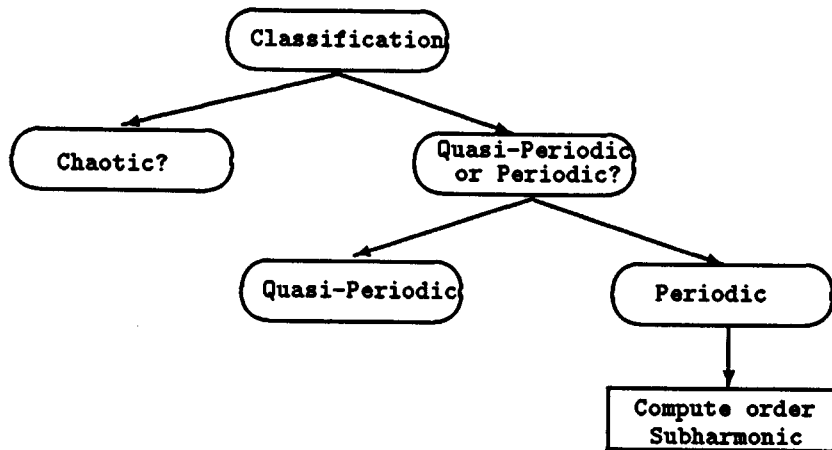 Classification
Chaotic?
Quasi-Periodic
or Periodic?
Quasi-Periodic
Periodic
Compute order
Subharmonic